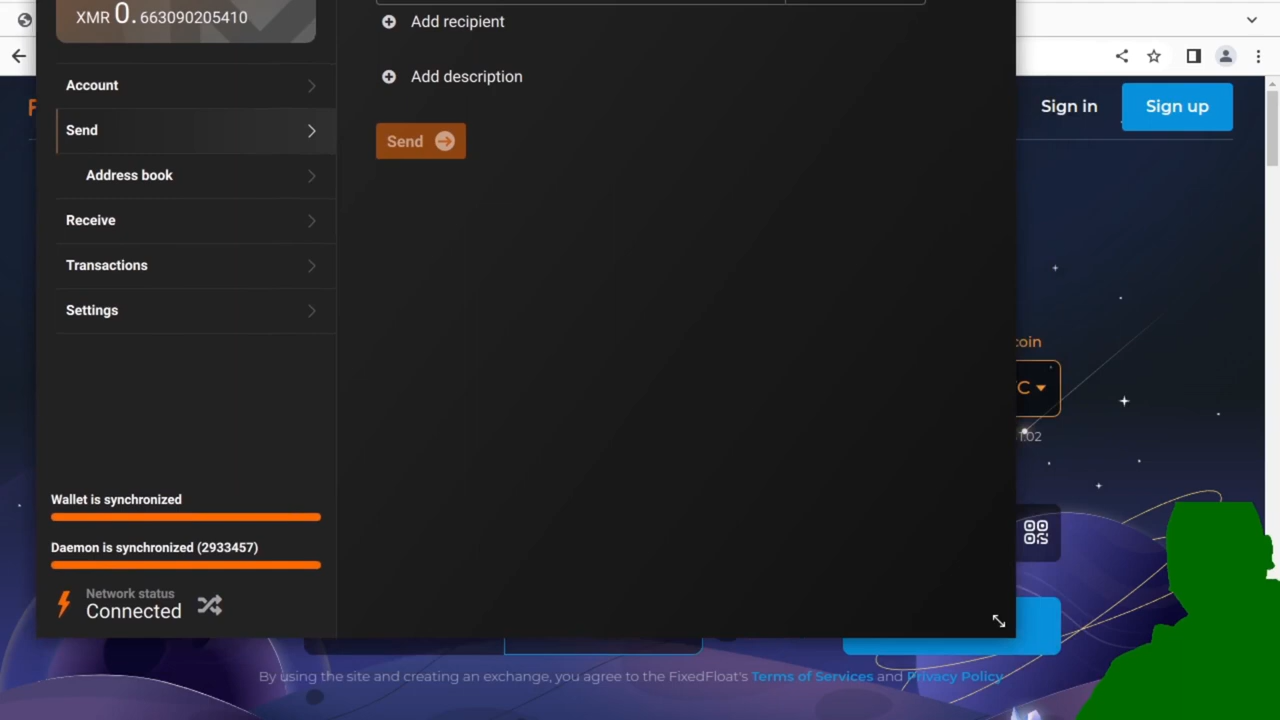 XMR 0.663090205410
Add recipient
Add description
Account
Send
Send
Address book
Receive
Transactions
Settings
Sign in
Sign up
coin
C
1.02
Wallet is synchronized
Daemon is synchronized (2933457)
Network status
Connected
By using the site and creating an exchange, you agree to the FixedFloat's Terms of Services and Privacy Policy.